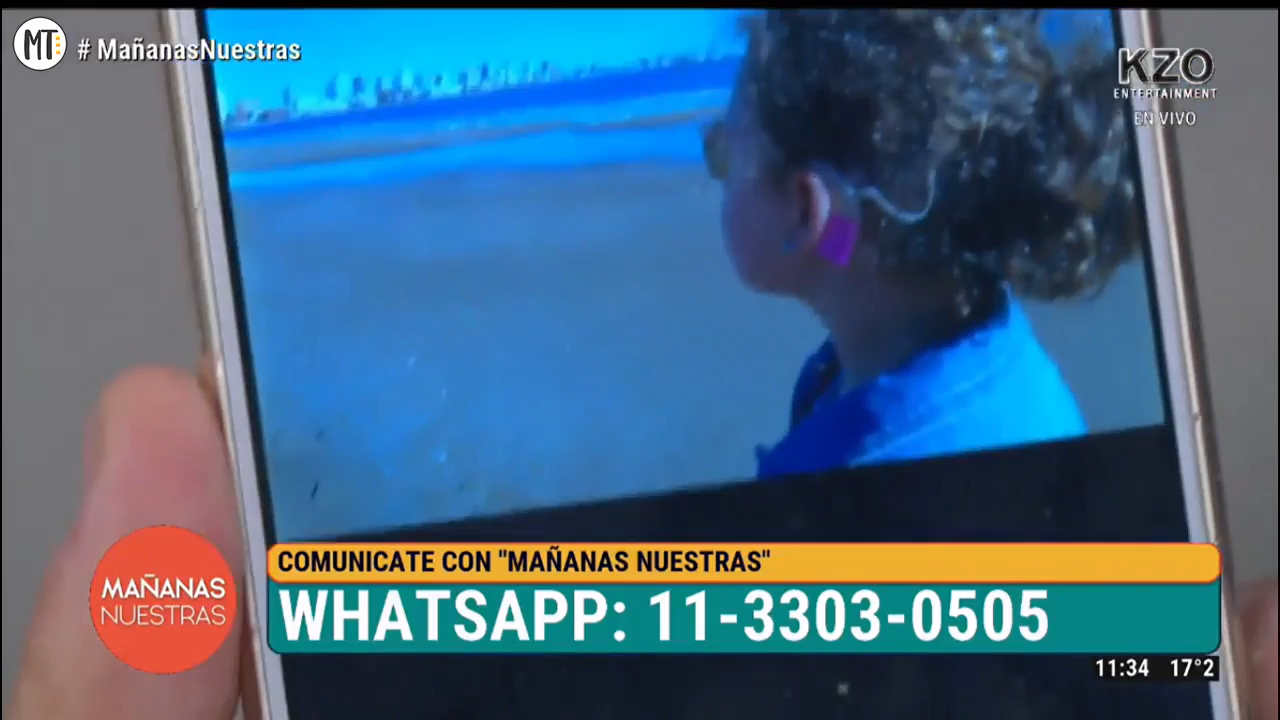 MT
# MañanasNuestras
KZO
ENTERTAINMENT
EN VIVO
COMUNICATE CON "MAÑANAS NUESTRAS"
MAÑANAS
NUESTRAS
WHATSAPP: 11-3303-0505
11:34 17°2